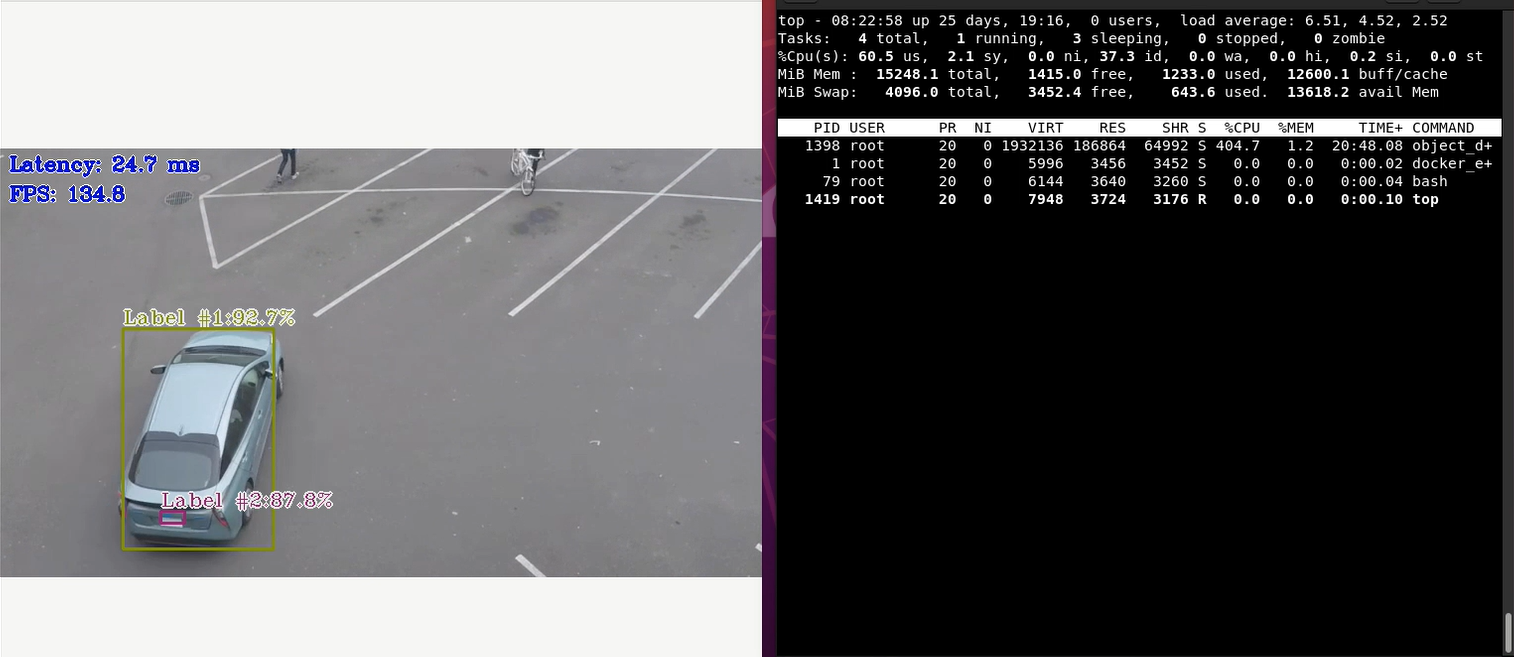 Latency: 24.7 ms
FPS: 134.8
Label #1:92.7%
Label #2:87.8%
top - 08:22:58 up 25 days, 19:16,  0 users,  load average: 6.51, 4.52, 2.52
Tasks:   4 total,   1 running,   3 sleeping,   0 stopped,   0 zombie
%Cpu(s): 60.5 us,  2.1 sy,  0.0 ni, 37.3 id,  0.0 wa,  0.0 hi,  0.2 si,  0.0 st
MiB Mem :  15248.1 total,   1415.0 free,   1233.0 used,  12600.1 buff/cache
MiB Swap:   4096.0 total,   3452.4 free,    643.6 used.  13618.2 avail Mem
PID USER      PR  NI    VIRT    RES    SHR S  %CPU  %MEM     TIME+ COMMAND
1398 root      20   0 1932136 186864  64992 S 404.7   1.2  20:48.08 object_d+
1 root      20   0    5996   3456   3452 S   0.0   0.0   0:00.02 docker_e+
79 root      20   0    6144   3640   3260 S   0.0   0.0   0:00.04 bash
1419 root      20   0    7948   3724   3176 R   0.0   0.0   0:00.10 top